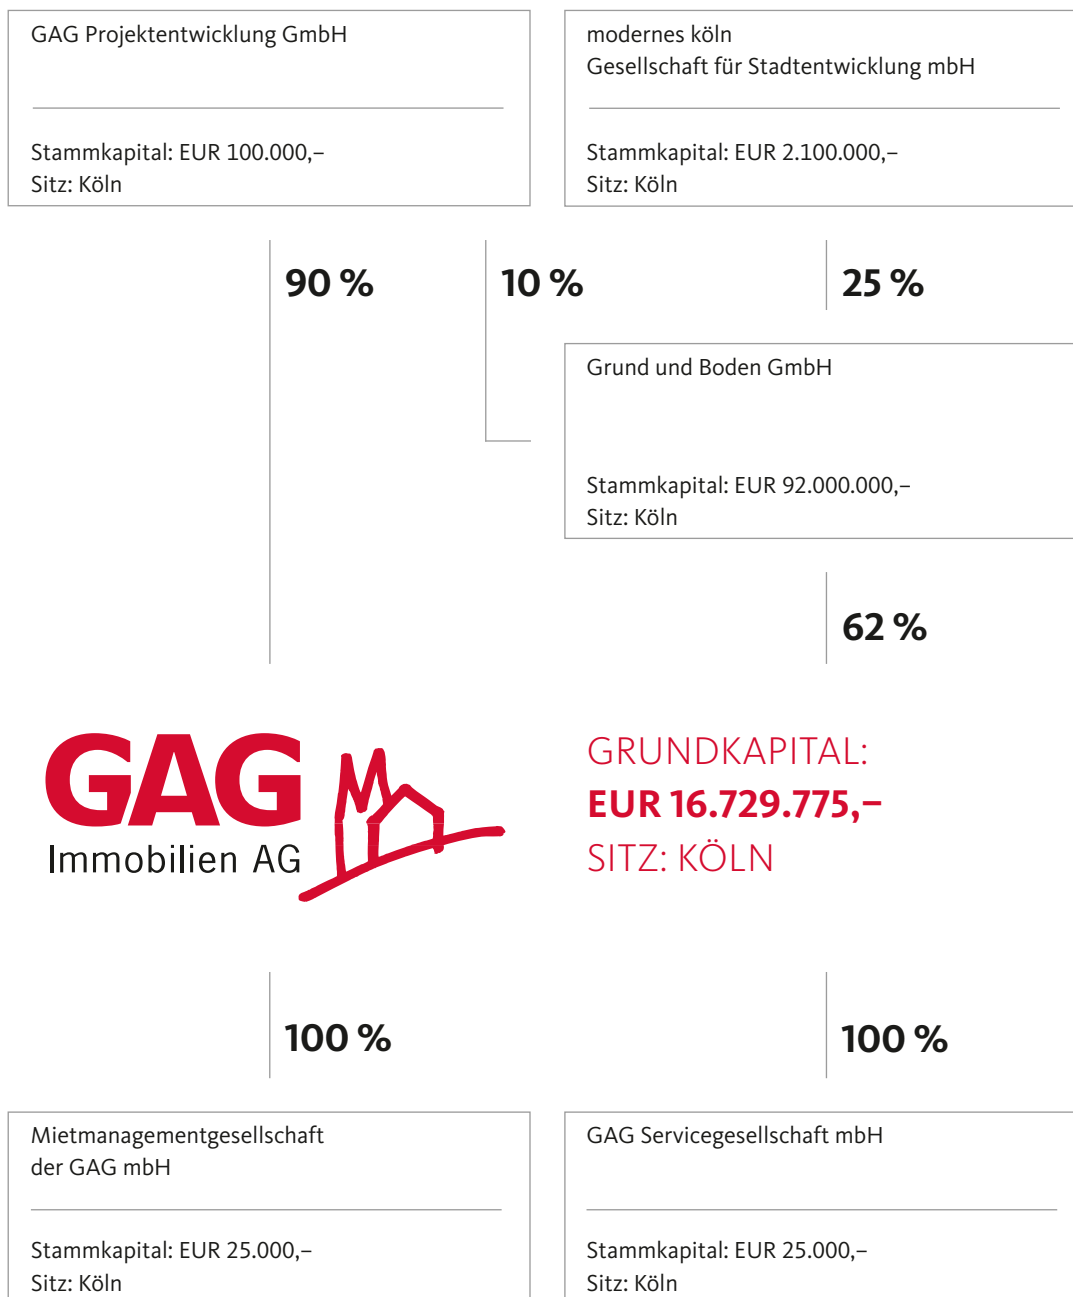 GAG Projektentwicklung GmbH
Stammkapital: EUR 100.000,–
Sitz: Köln
modernes köln
Gesellschaft für Stadtentwicklung mbH
Stammkapital: EUR 2.100.000,–
Sitz: Köln
90 %
10 %
25 %
Grund und Boden GmbH
Stammkapital: EUR 92.000.000,–
Sitz: Köln
62 %
GAG
Immobilien AG
GRUNDKAPITAL:
EUR 16.729.775,–
SITZ: KÖLN
100 %
100 %
Mietmanagementgesellschaft
der GAG mbH
Stammkapital: EUR 25.000,–
Sitz: Köln
GAG Servicegesellschaft mbH
Stammkapital: EUR 25.000,–
Sitz: Köln